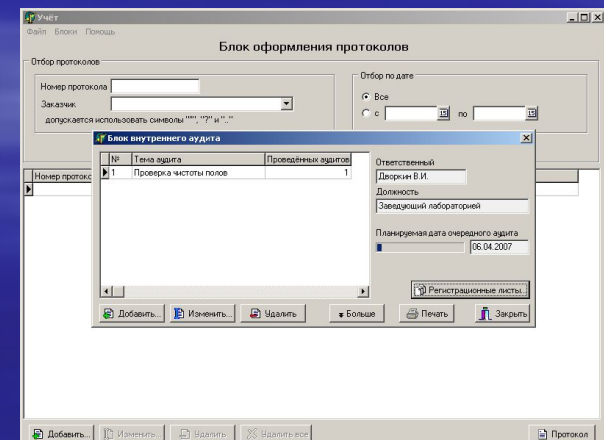 Учёт
Файл Блоки Помощь
Блок оформления протоколов
Отбор протоколов
Номер протокола
Заказчик
допускается использовать символы "*", "?" и ".."
Отбор по дате
Все
с 15 по 15
Номер проток
Блок внутреннего аудита
№ Тема аудита Проведённых аудитов
1 Проверка чистоты полов 1
Ответственный
Дворкин В.И.
Должность
Заведующий лабораторией
Планируемая дата очередного аудита
06.04.2007
Регистрационные листы...
Добавить... Изменить... Удалить Больше Печать Закрыть
Добавить... Изменить... Удалить Удалить все Протокол